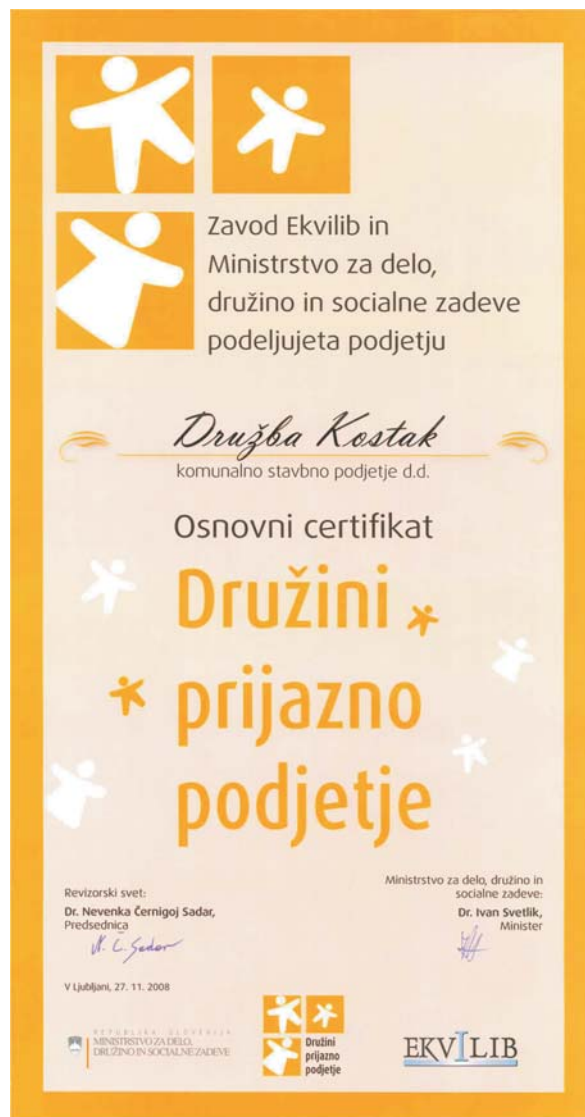 Zavod Ekvilib in
Ministrstvo za delo,
družino in socialne zadeve
podeljujeta podjetju
Družba Kostak
komunalno stavbno podjetje d.d.
Osnovni certifikat
Družini
prijazno
podjetje
Revizorski svet:
Dr. Nevenka Černigoj Sadar,
Predsednica
N. Č. Sadar
V Ljubljani, 27. 11. 2008
Ministrstvo za delo, družino in
socialne zadeve:
Dr. Ivan Svetlik,
Minister
REPUBLIKA SLOVENIJA
MINISTRSTVO ZA DELO,
DRUŽINO IN SOCIALNE ZADEVE
Družini
prijazno
podjetje
EKVILIB